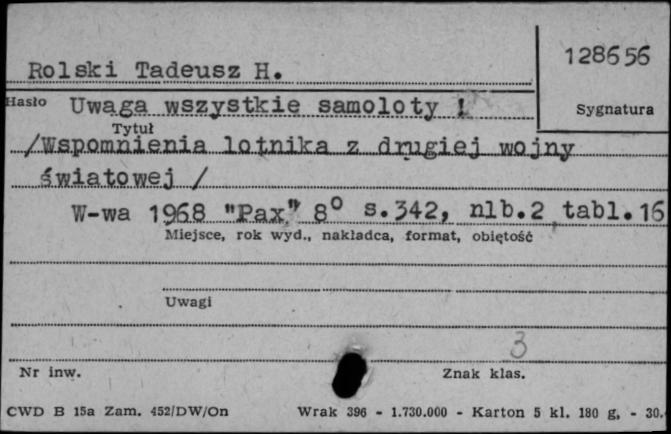 Rolski Tadeusz H.
128656
Hasło Uwaga wszystkie samoloty !
Sygnatura
Tytuł
/Wspomnienia lotnika z drugiej wojny
światowej /
W-wa 1968 "Pax" 8° s.342, nlb.2 tabl.16
Miejsce, rok wyd., nakładca, format, obiętość
Uwagi
3
Nr inw.
Znak klas.
CWD B 15a Zam. 452/DW/On Wrak 396 - 1.730.000 - Karton 5 kl. 180 g, - 30.